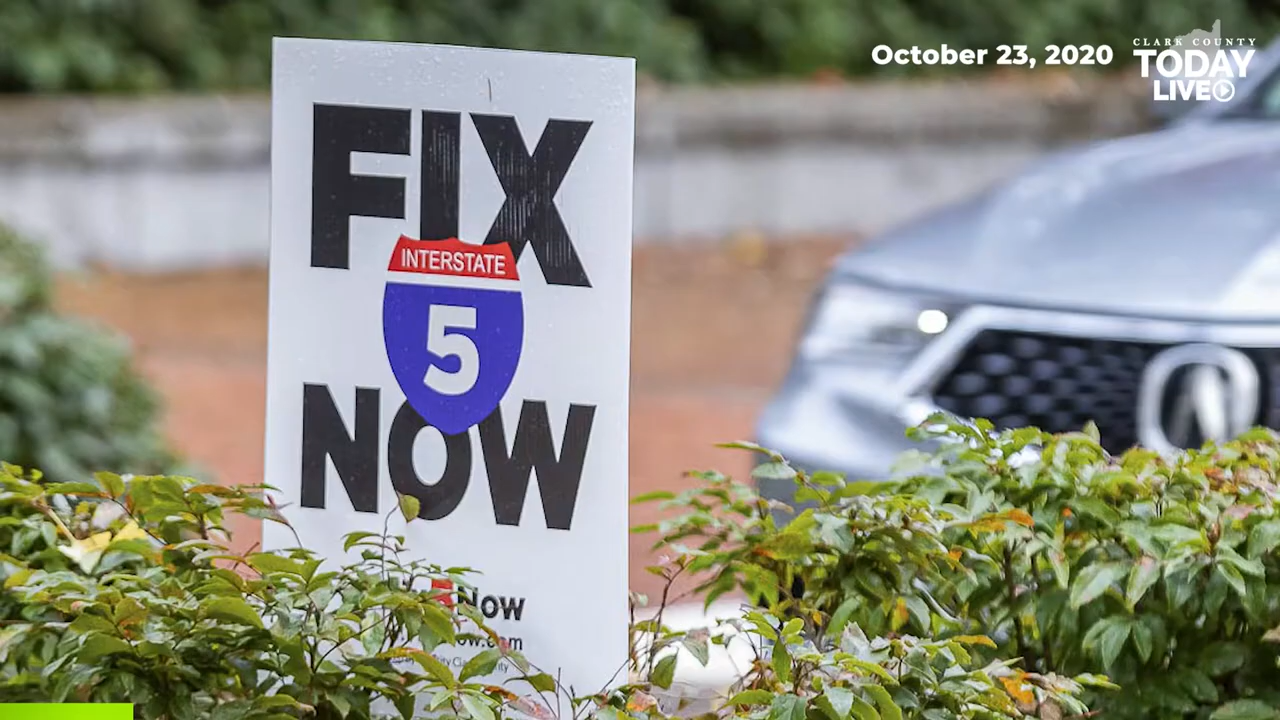 October 23, 2020
CLARK COUNTY
TODAY
LIVE
FIX
INTERSTATE
5
NOW
Now